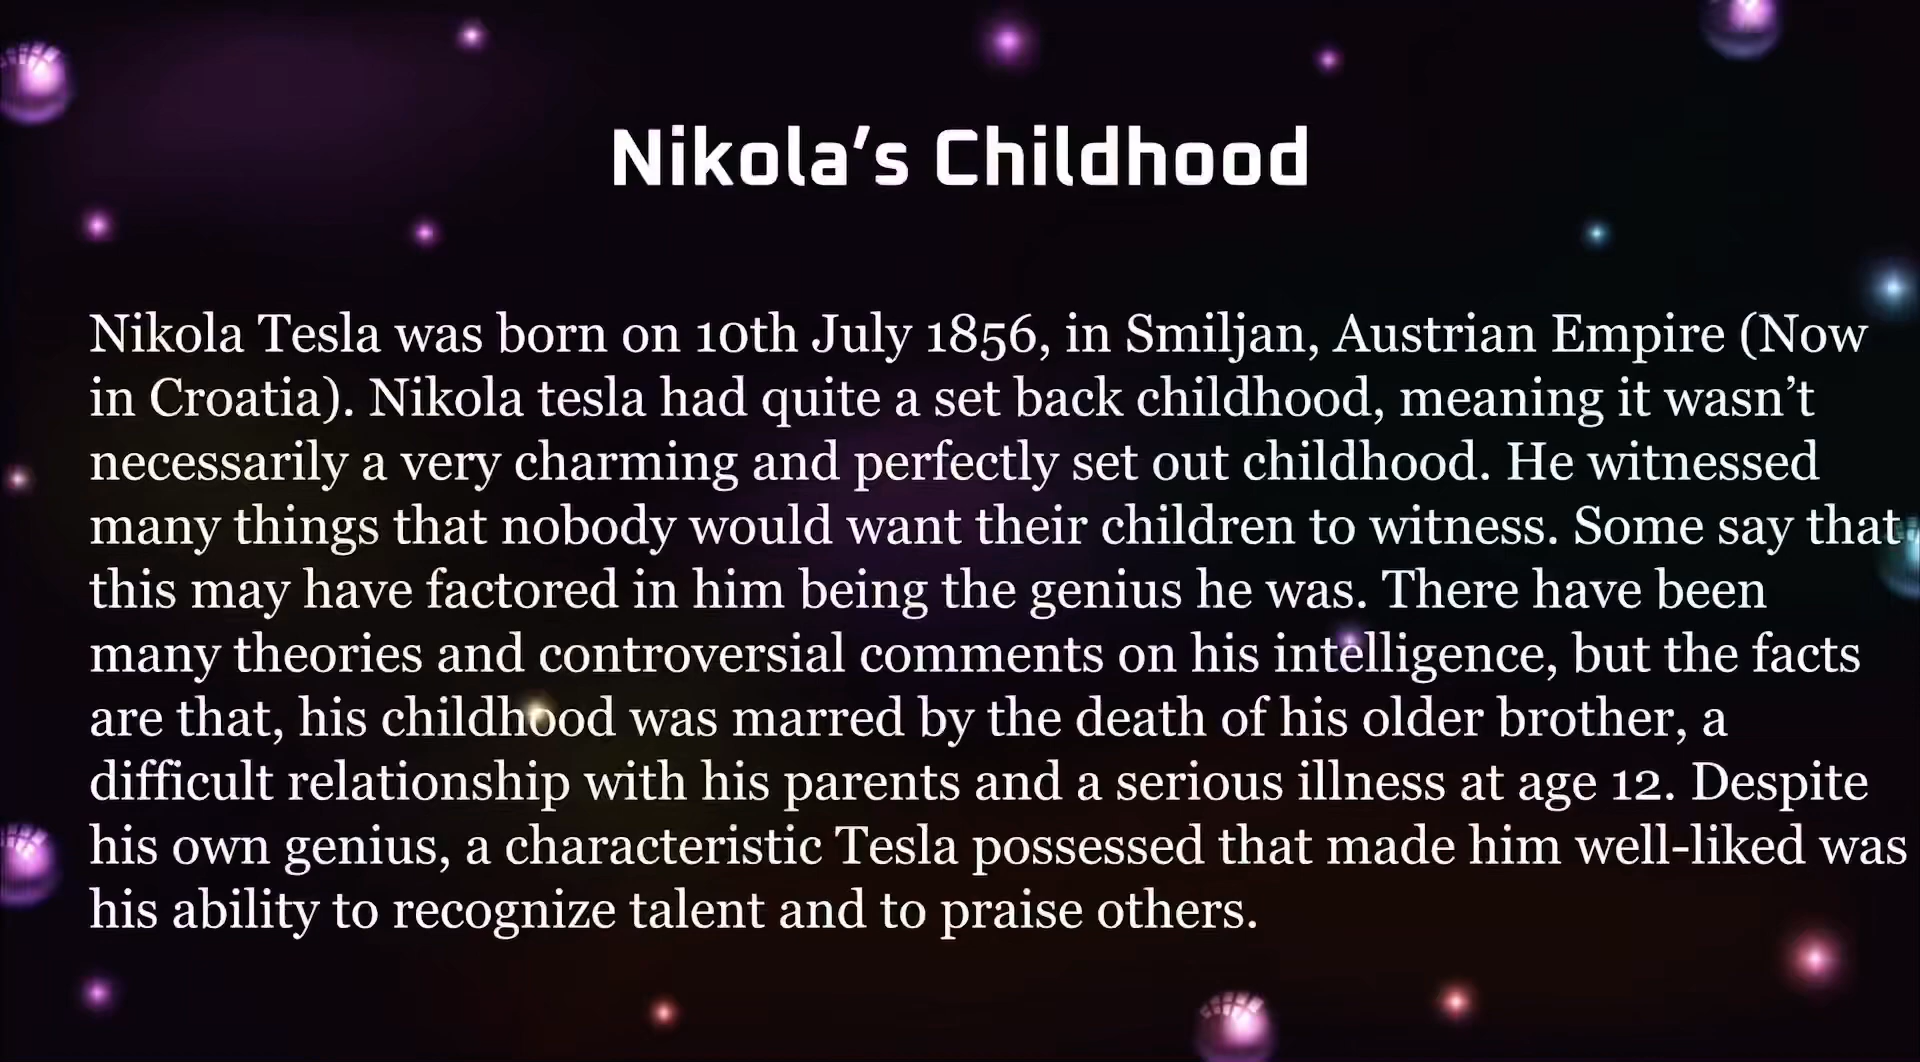 Nikola’s Childhood
Nikola Tesla was born on 10th July 1856, in Smiljan, Austrian Empire (Now
in Croatia). Nikola tesla had quite a set back childhood, meaning it wasn’t
necessarily a very charming and perfectly set out childhood. He witnessed
many things that nobody would want their children to witness. Some say that
this may have factored in him being the genius he was. There have been
many theories and controversial comments on his intelligence, but the facts
are that, his childhood was marred by the death of his older brother, a
difficult relationship with his parents and a serious illness at age 12. Despite
his own genius, a characteristic Tesla possessed that made him well-liked was
his ability to recognize talent and to praise others.